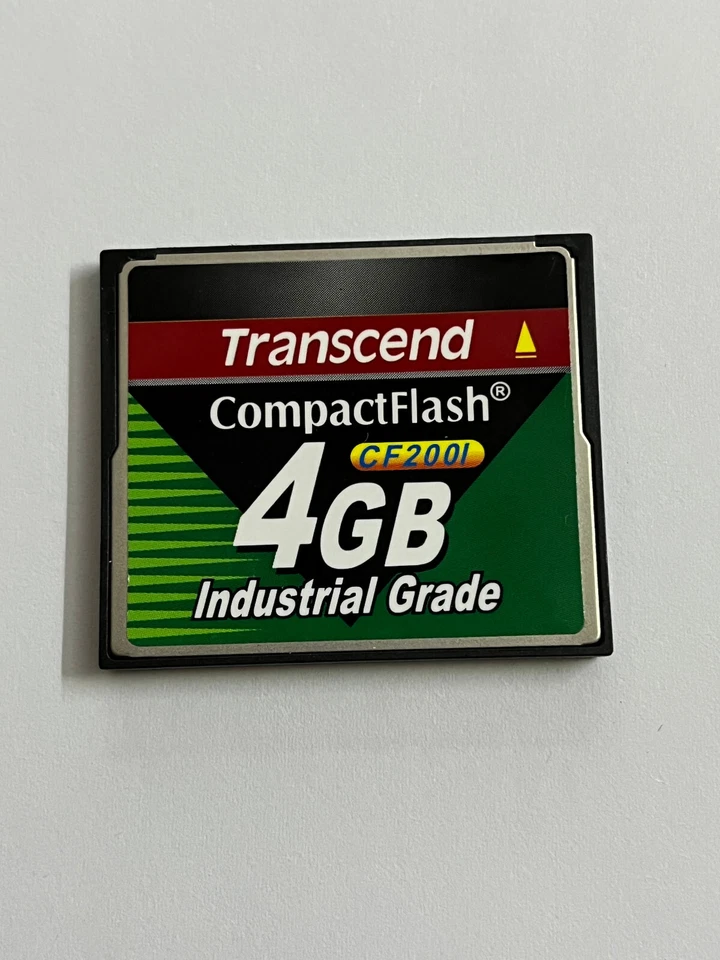 Transcend
CompactFlash®
CF200I
4GB
Industrial Grade